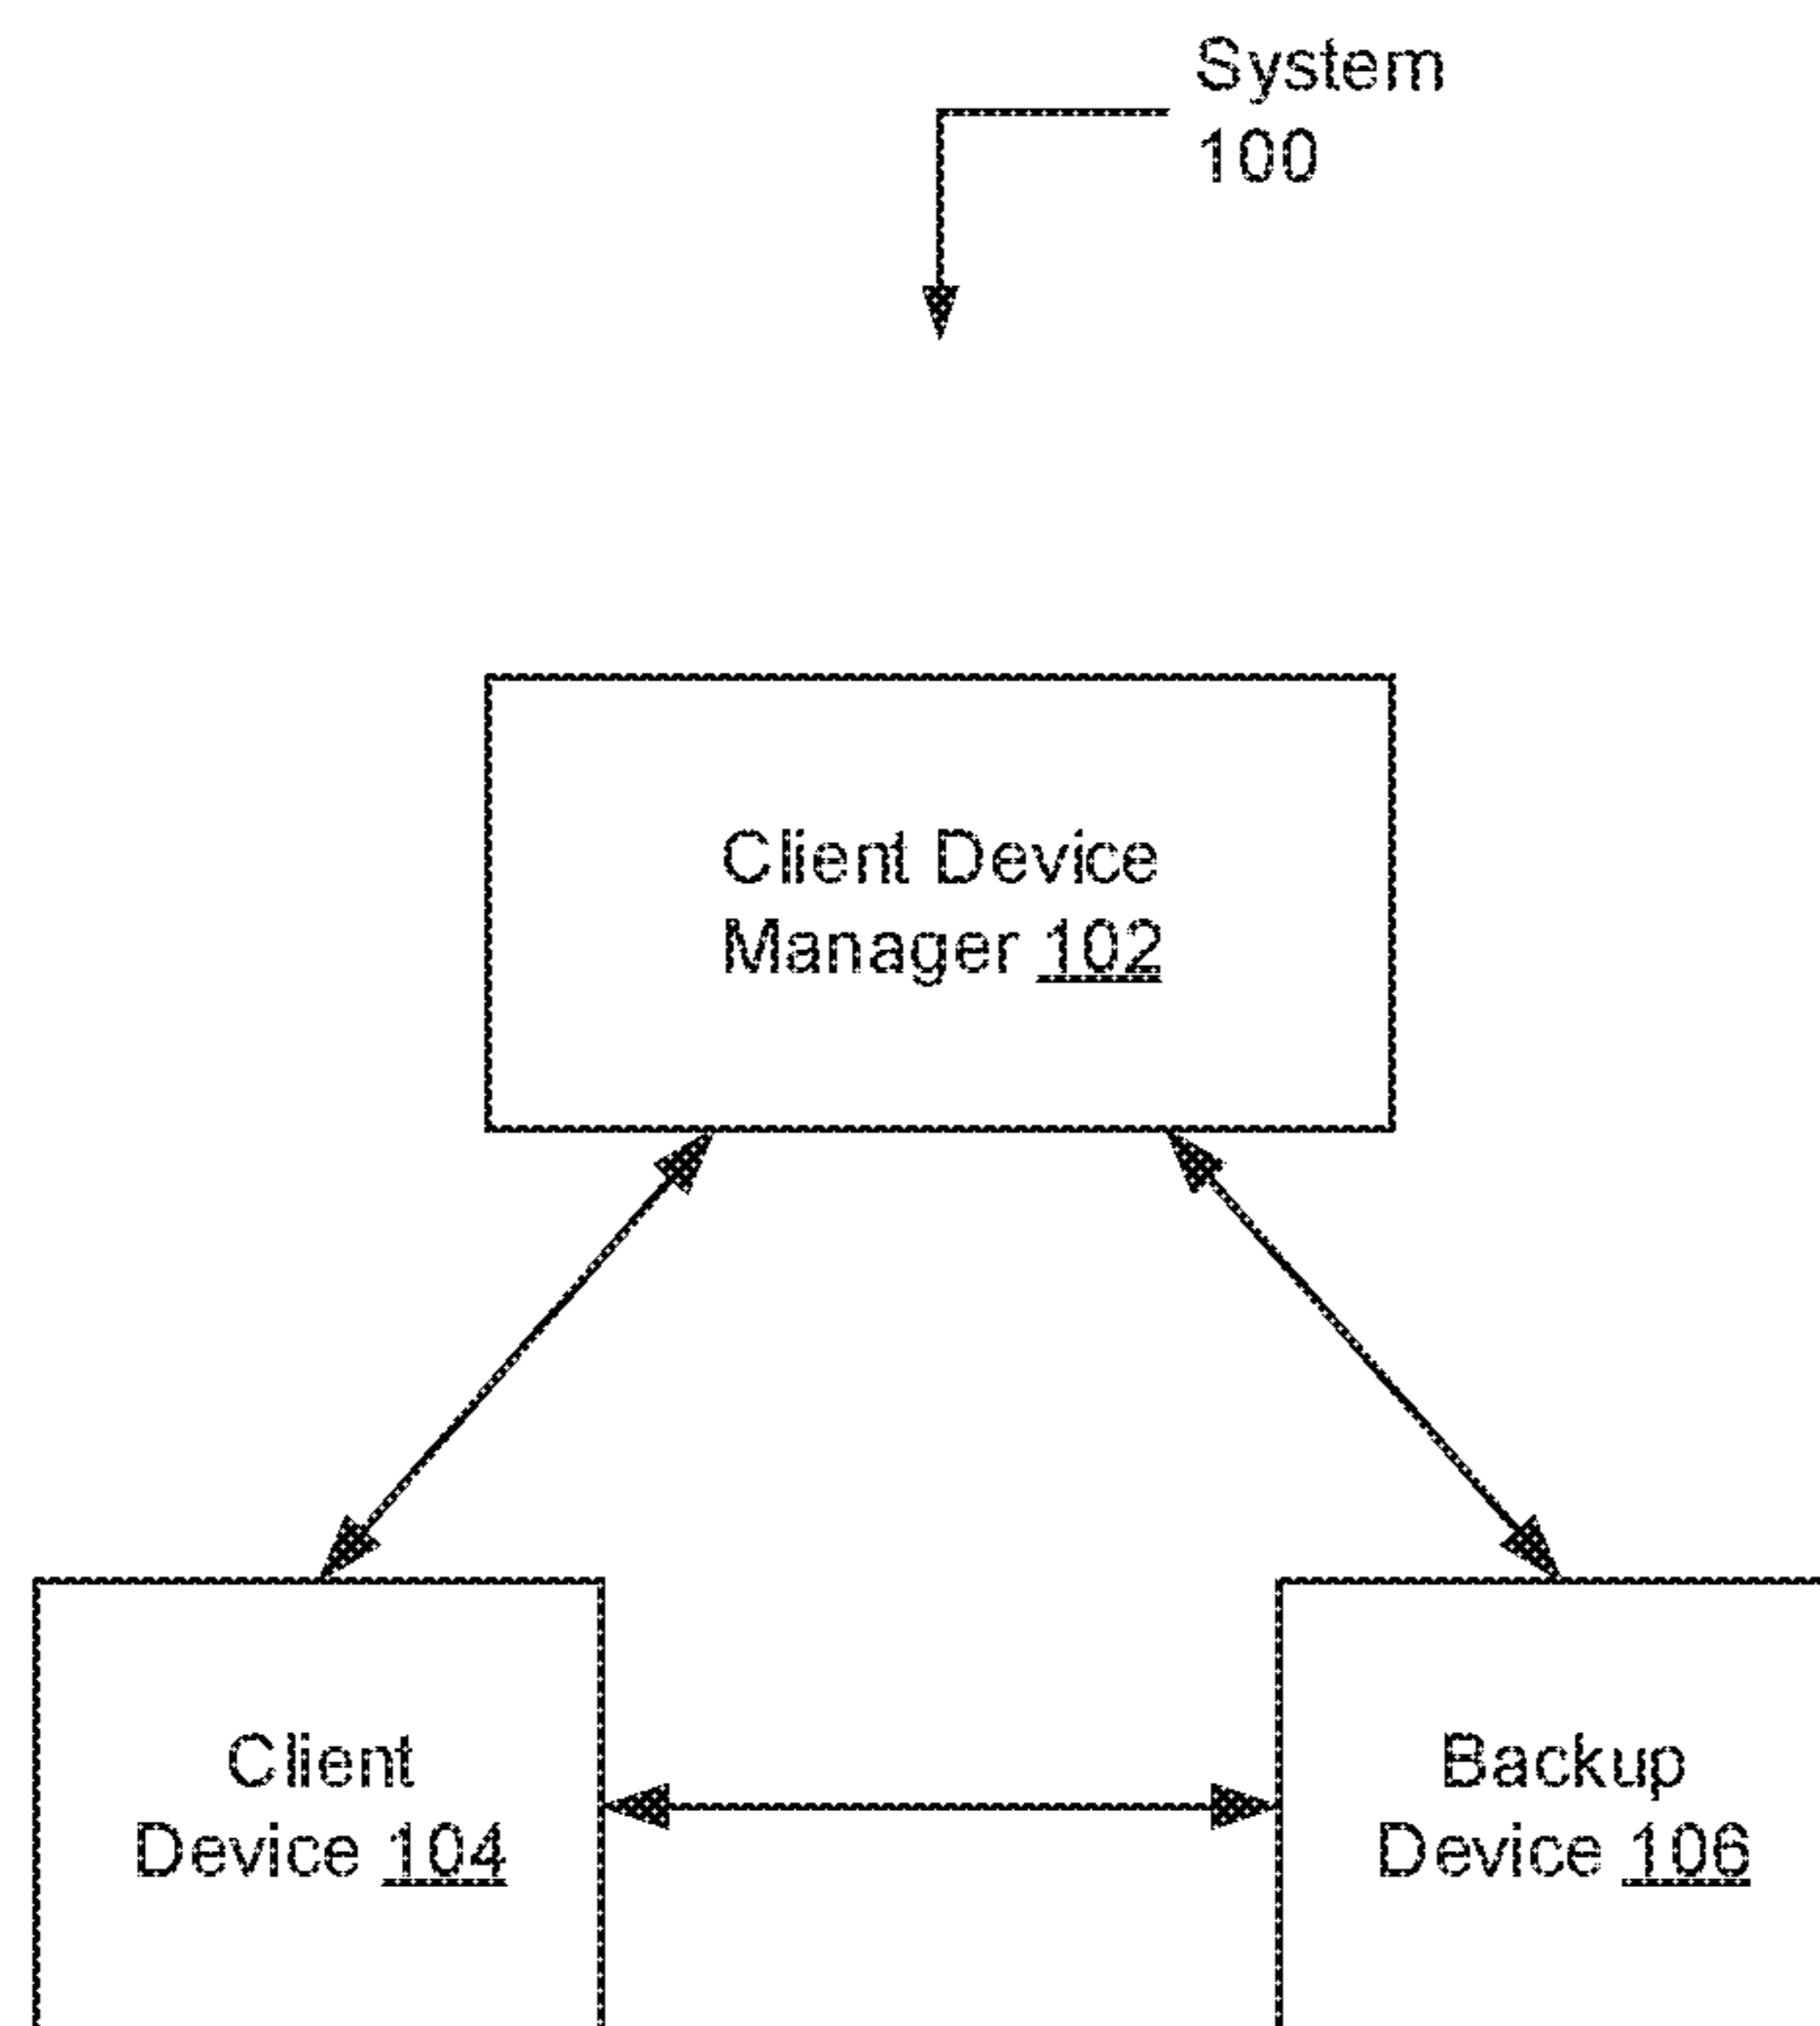 System
100
Client Device
Manager 102
Client
Device 104
Backup
Device 106